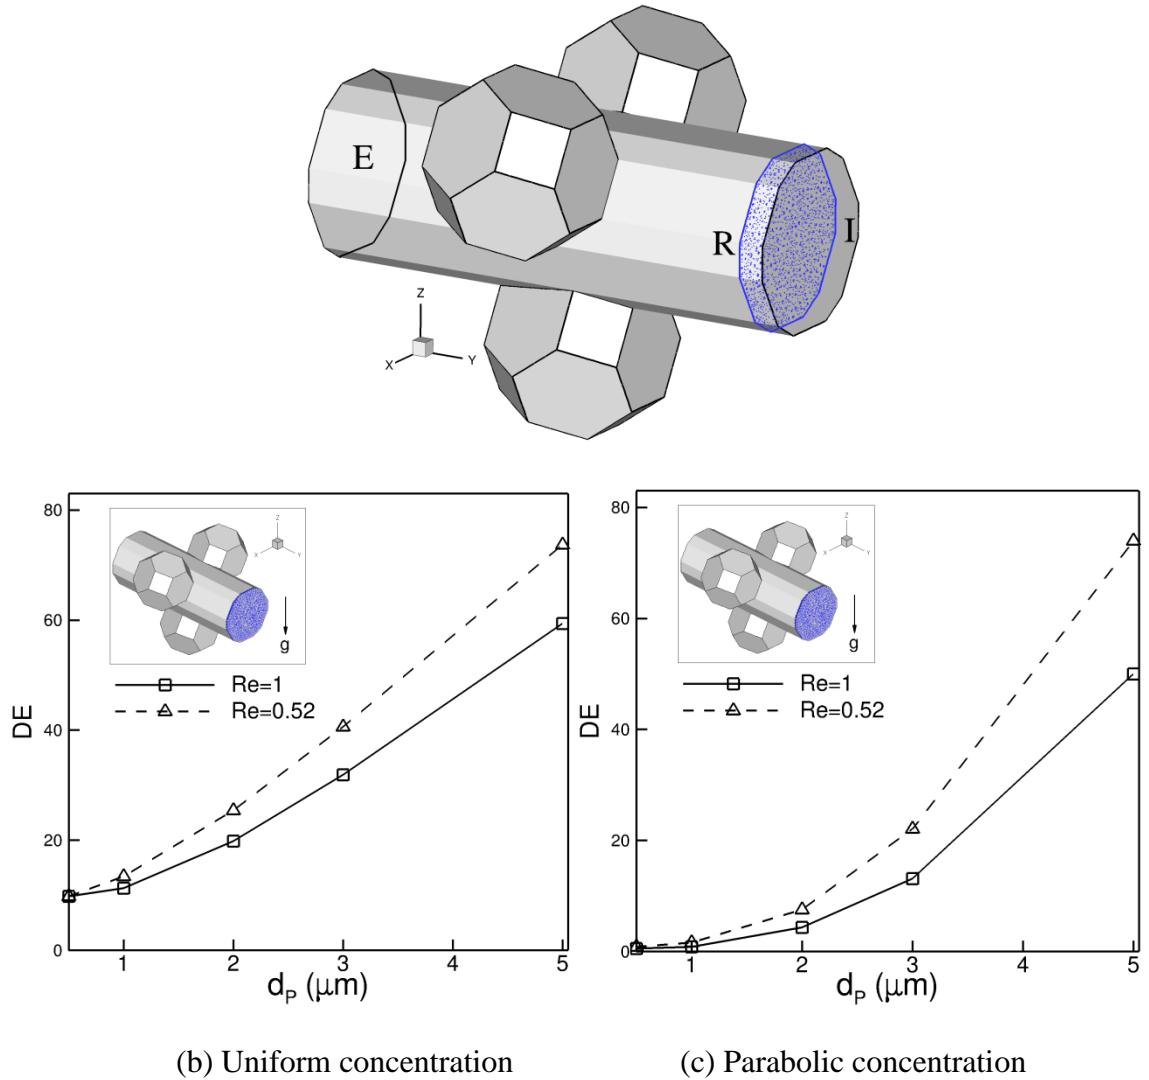 E
R
I
Z
X
Y
80
60
40
20
0
DE
Z
X
Y
g
Re=1
Re=0.52
1 2 3 4 5
dP (μm)
80
60
40
20
0
DE
Z
X
Y
g
Re=1
Re=0.52
1 2 3 4 5
dP (μm)
(b) Uniform concentration
(c) Parabolic concentration